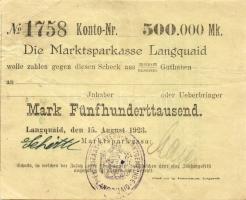 № 1758 Konto-Nr. 500.000 Mk.
Die Marktsparkasse Langquaid
wolle zahlen gegen diesen Scheck aus Guthaben
an
Inhaber oder Ueberbringer
Mark Fünfhunderttausend.
Langquaid, den 15. August 1923.
Marktsparkasse:
LANGQUAID